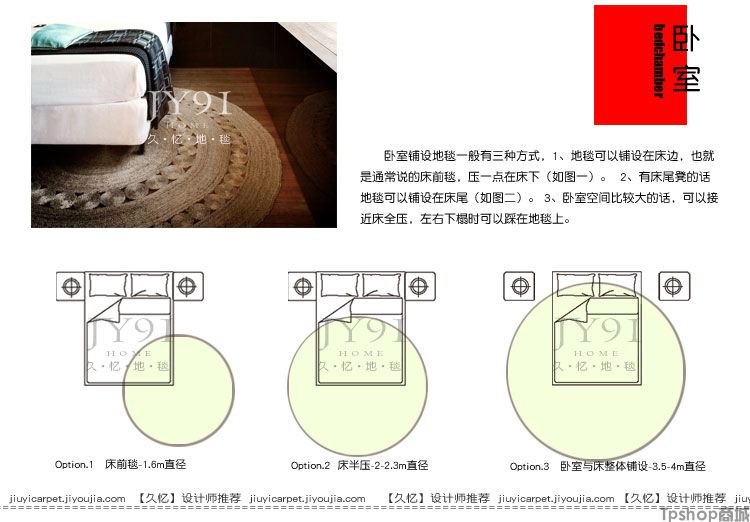 卧室
bedchamber
JY91
HOME
久·忆·地·毯
卧室铺设地毯一般有三种方式，1、地毯可以铺设在床边，也就
是通常说的床前毯，压一点在床下（如图一）。 2、有床尾凳的话
地毯可以铺设在床尾（如图二）。 3、卧室空间比较大的话，可以接
近床全压，左右下榻时可以踩在地毯上。
JY91
HOME
久·忆·地·毯
JY91
HOME
久·忆·地·毯
JY91
HOME
久·忆·地·毯
Option.1 床前毯-1.6m直径
Option.2 床半压-2-2.3m直径
Option.3 卧室与床整体铺设-3.5-4m直径
jiuyicarpet.jiyoujia.com 【久忆】设计师推荐 jiuyicarpet.jiyoujia.com 【久忆】设计师推荐 jiuyicarpet.jiyoujia.com 【久忆】设计师推荐 jiu
Tpshop商城